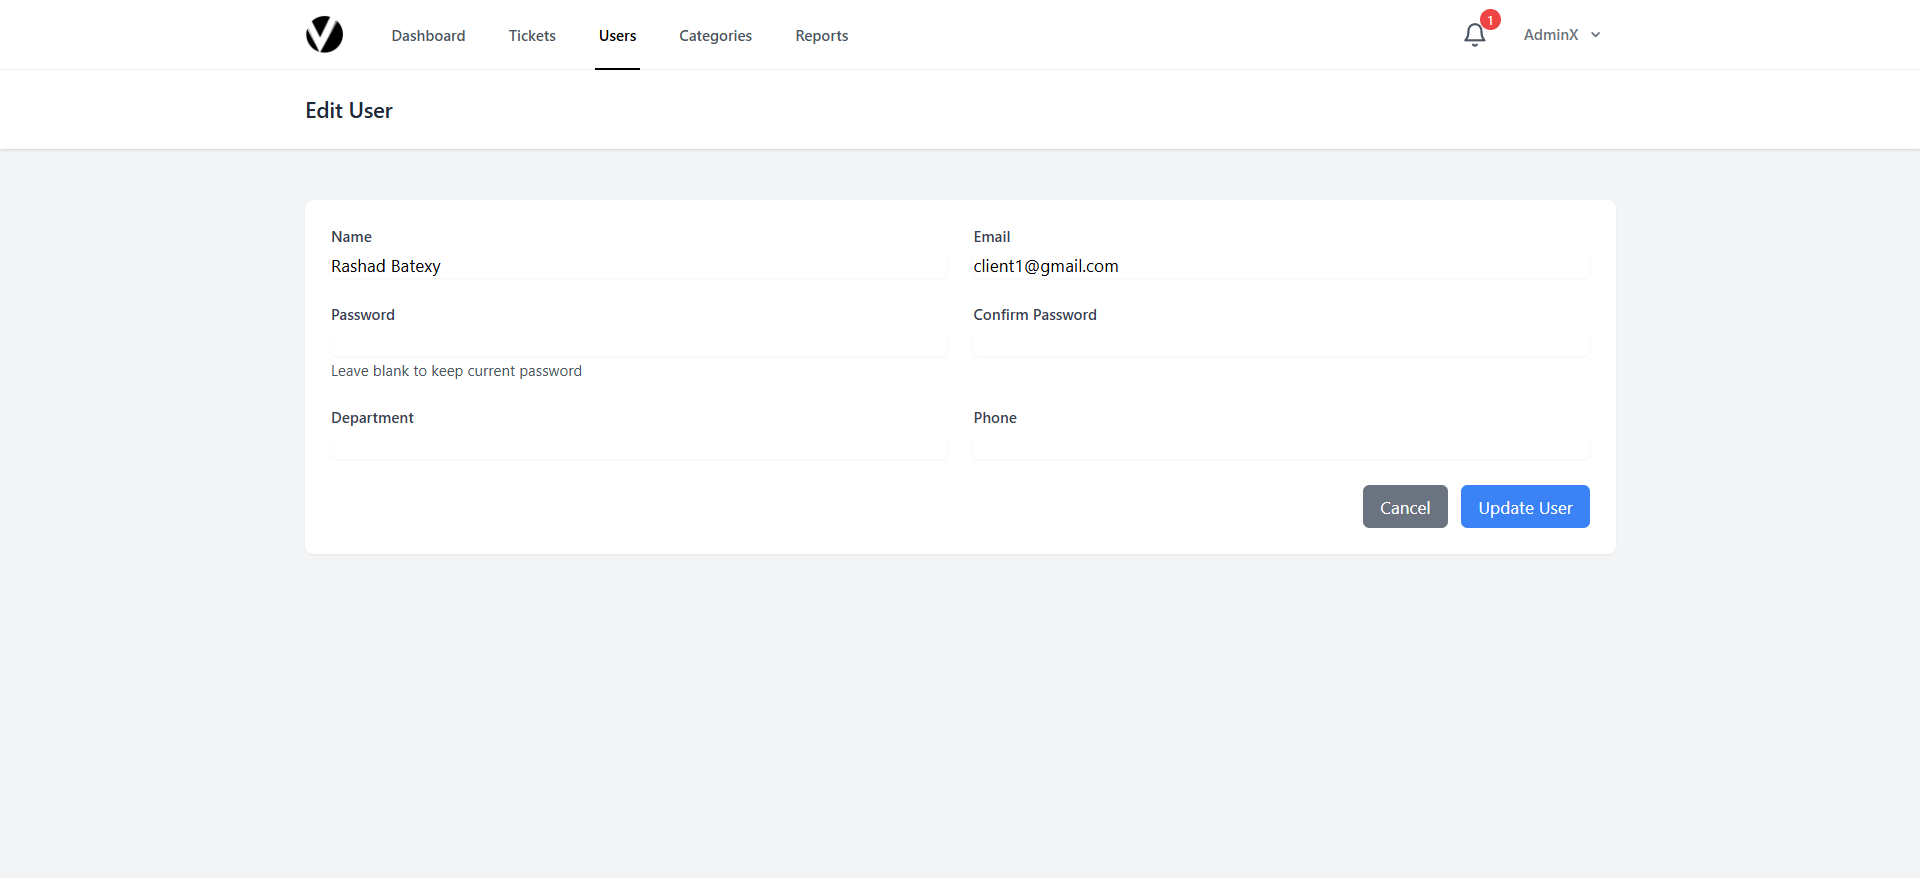 Dashboard Tickets Users Categories Reports 1 AdminX
Edit User
Name Email
Rashad Batexy client1@gmail.com
Password Confirm Password
Leave blank to keep current password
Department Phone
Cancel Update User